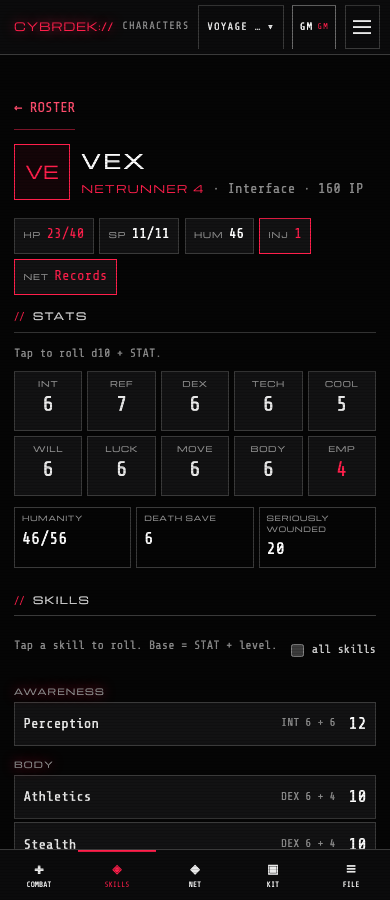 CYBRDEK:// CHARACTERS VOYAGE … ▾ GM GM
← ROSTER
VE VEX
NETRUNNER 4 · Interface · 160 IP
HP 23/40 SP 11/11 HUM 46 INJ 1
NET Records
// STATS
Tap to roll d10 + STAT.
INT REF DEX TECH COOL
6 7 6 6 5
WILL LUCK MOVE BODY EMP
6 6 6 6 4
HUMANITY DEATH SAVE SERIOUSLY WOUNDED
46/56 6 20
// SKILLS
Tap a skill to roll. Base = STAT + level. all skills
AWARENESS
Perception INT 6 + 6 12
BODY
Athletics DEX 6 + 4 10
Stealth DEX 6 + 4 10
COMBAT SKILLS NET KIT FILE